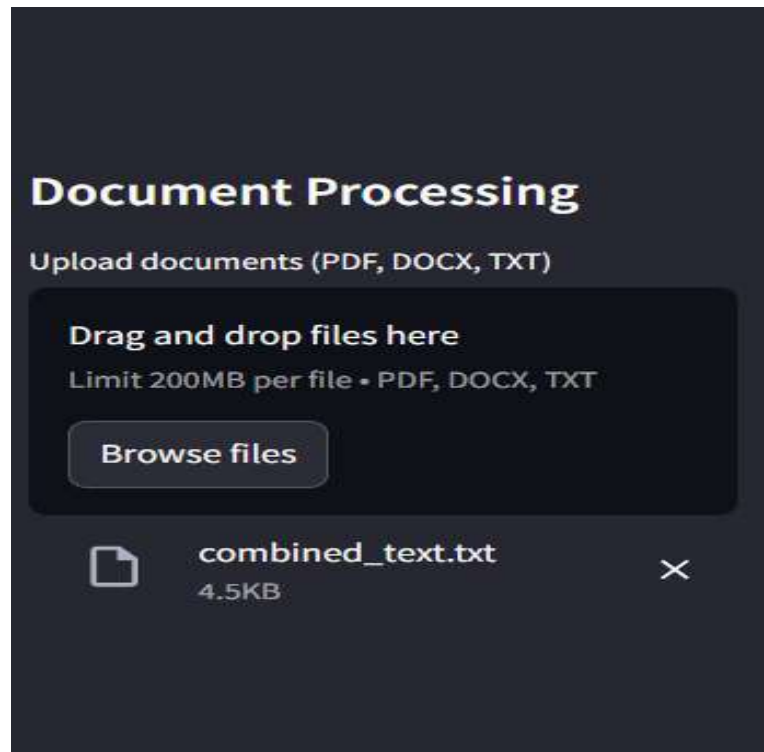 Document Processing
Upload documents (PDF, DOCX, TXT)
Drag and drop files here
Limit 200MB per file • PDF, DOCX, TXT
Browse files
combined_text.txt
4.5KB